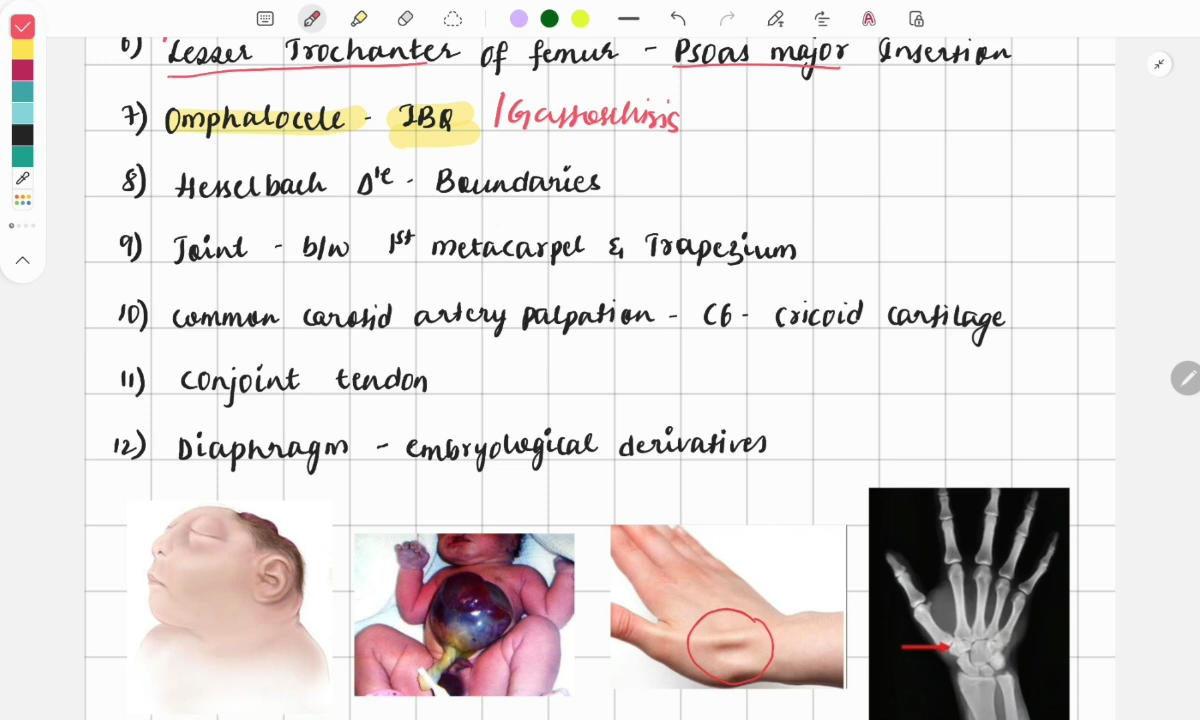 6) Lesser Trochanter of femur - Psoas major Insertion
7) Omphalocele - IBQ / Gastroschisis
8) Hesselbach Δle - Boundaries
9) Joint - b/w 1st metacarpel & Trapezium
10) common carotid artery palpation - C6 - cricoid cartilage
11) conjoint tendon
12) Diaphragm - embryological derivatives